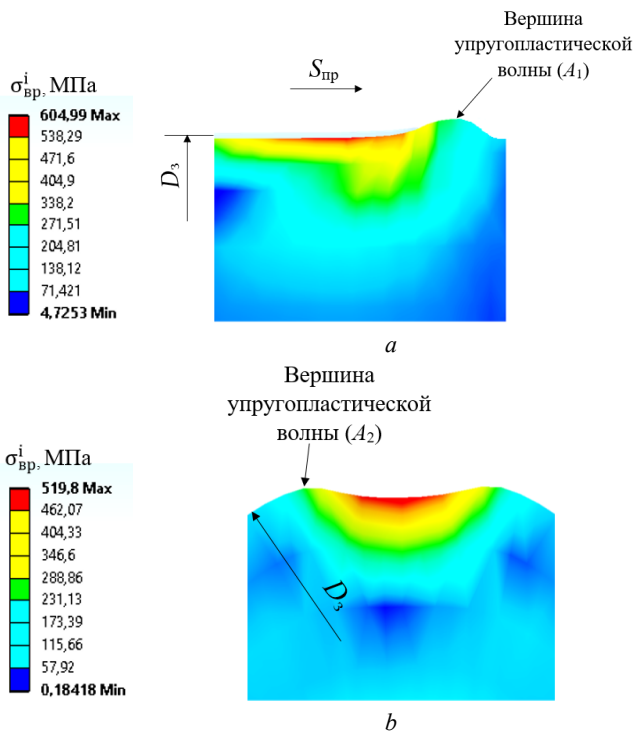 Вершина
упругопластической
волны (A1)
Sпр
σiвр, МПа
604,99 Max
538,29
471,6
404,9
338,2
271,51
204,81
138,12
71,421
4,7253 Min
Dз
a
Вершина
упругопластической
волны (A2)
σiвр, МПа
519,8 Max
462,07
404,33
346,6
288,86
231,13
173,39
115,66
57,92
0,18418 Min
Dз
b